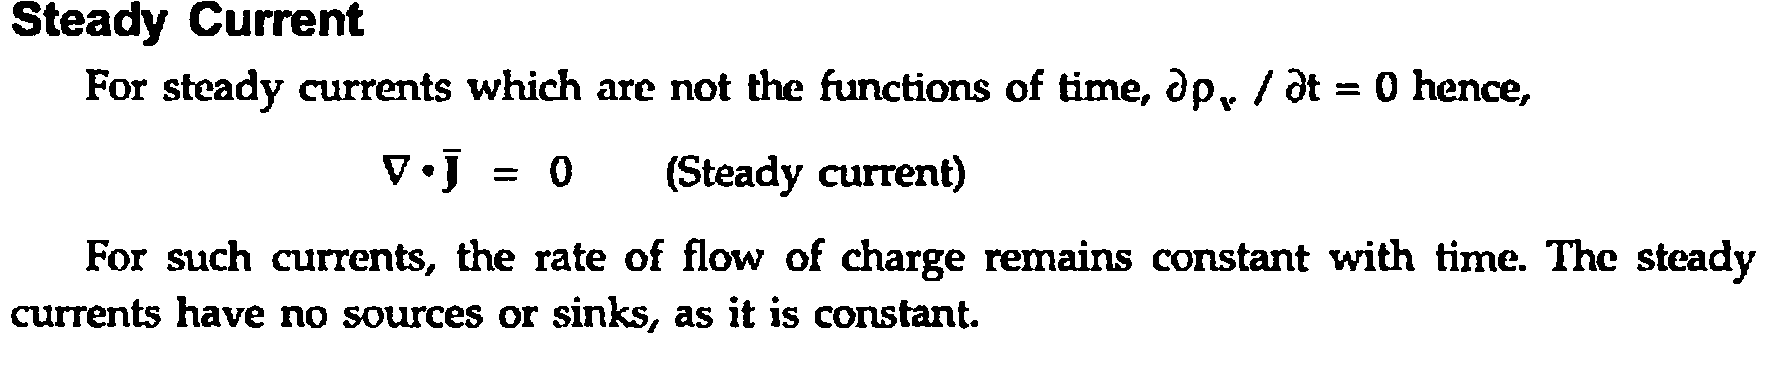 Steady Current
For steady currents which are not the functions of time, ∂ρᵥ / ∂t = 0 hence,
∇ • J̄ = 0 (Steady current)
For such currents, the rate of flow of charge remains constant with time. The steady
currents have no sources or sinks, as it is constant.